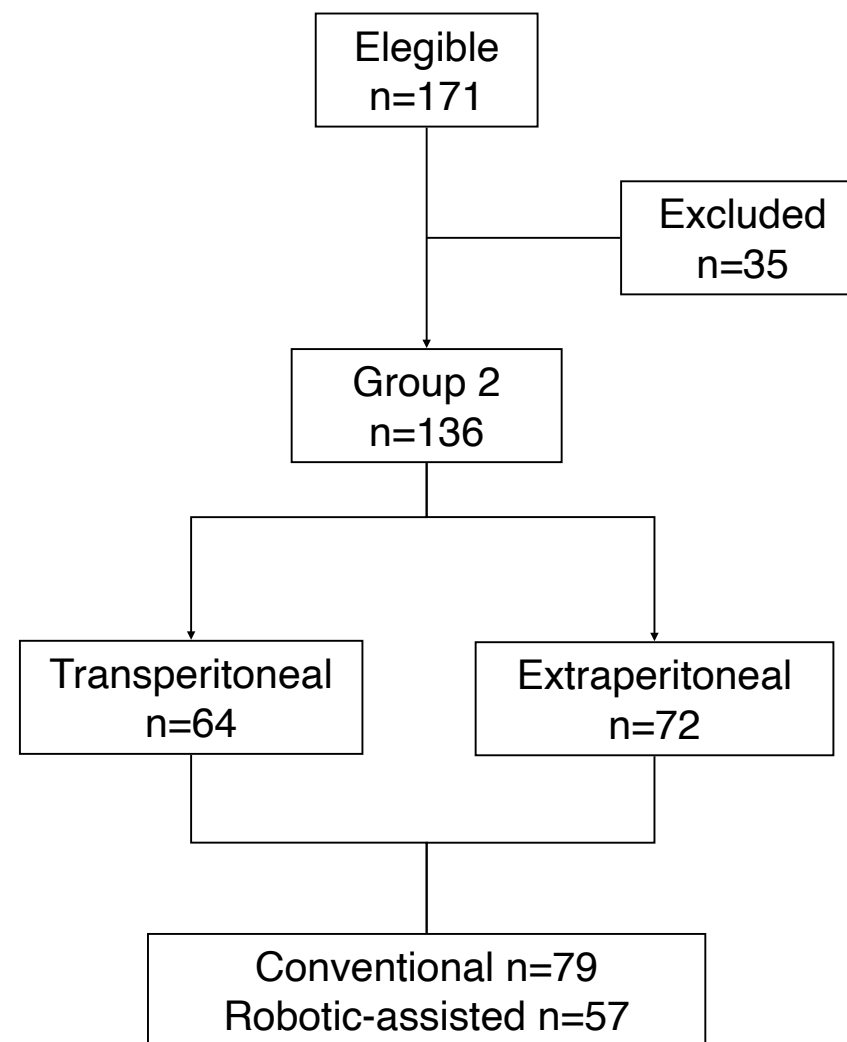 Elegible
n=171
Excluded
n=35
Group 2
n=136
Transperitoneal
n=64
Extraperitoneal
n=72
Conventional n=79
Robotic-assisted n=57